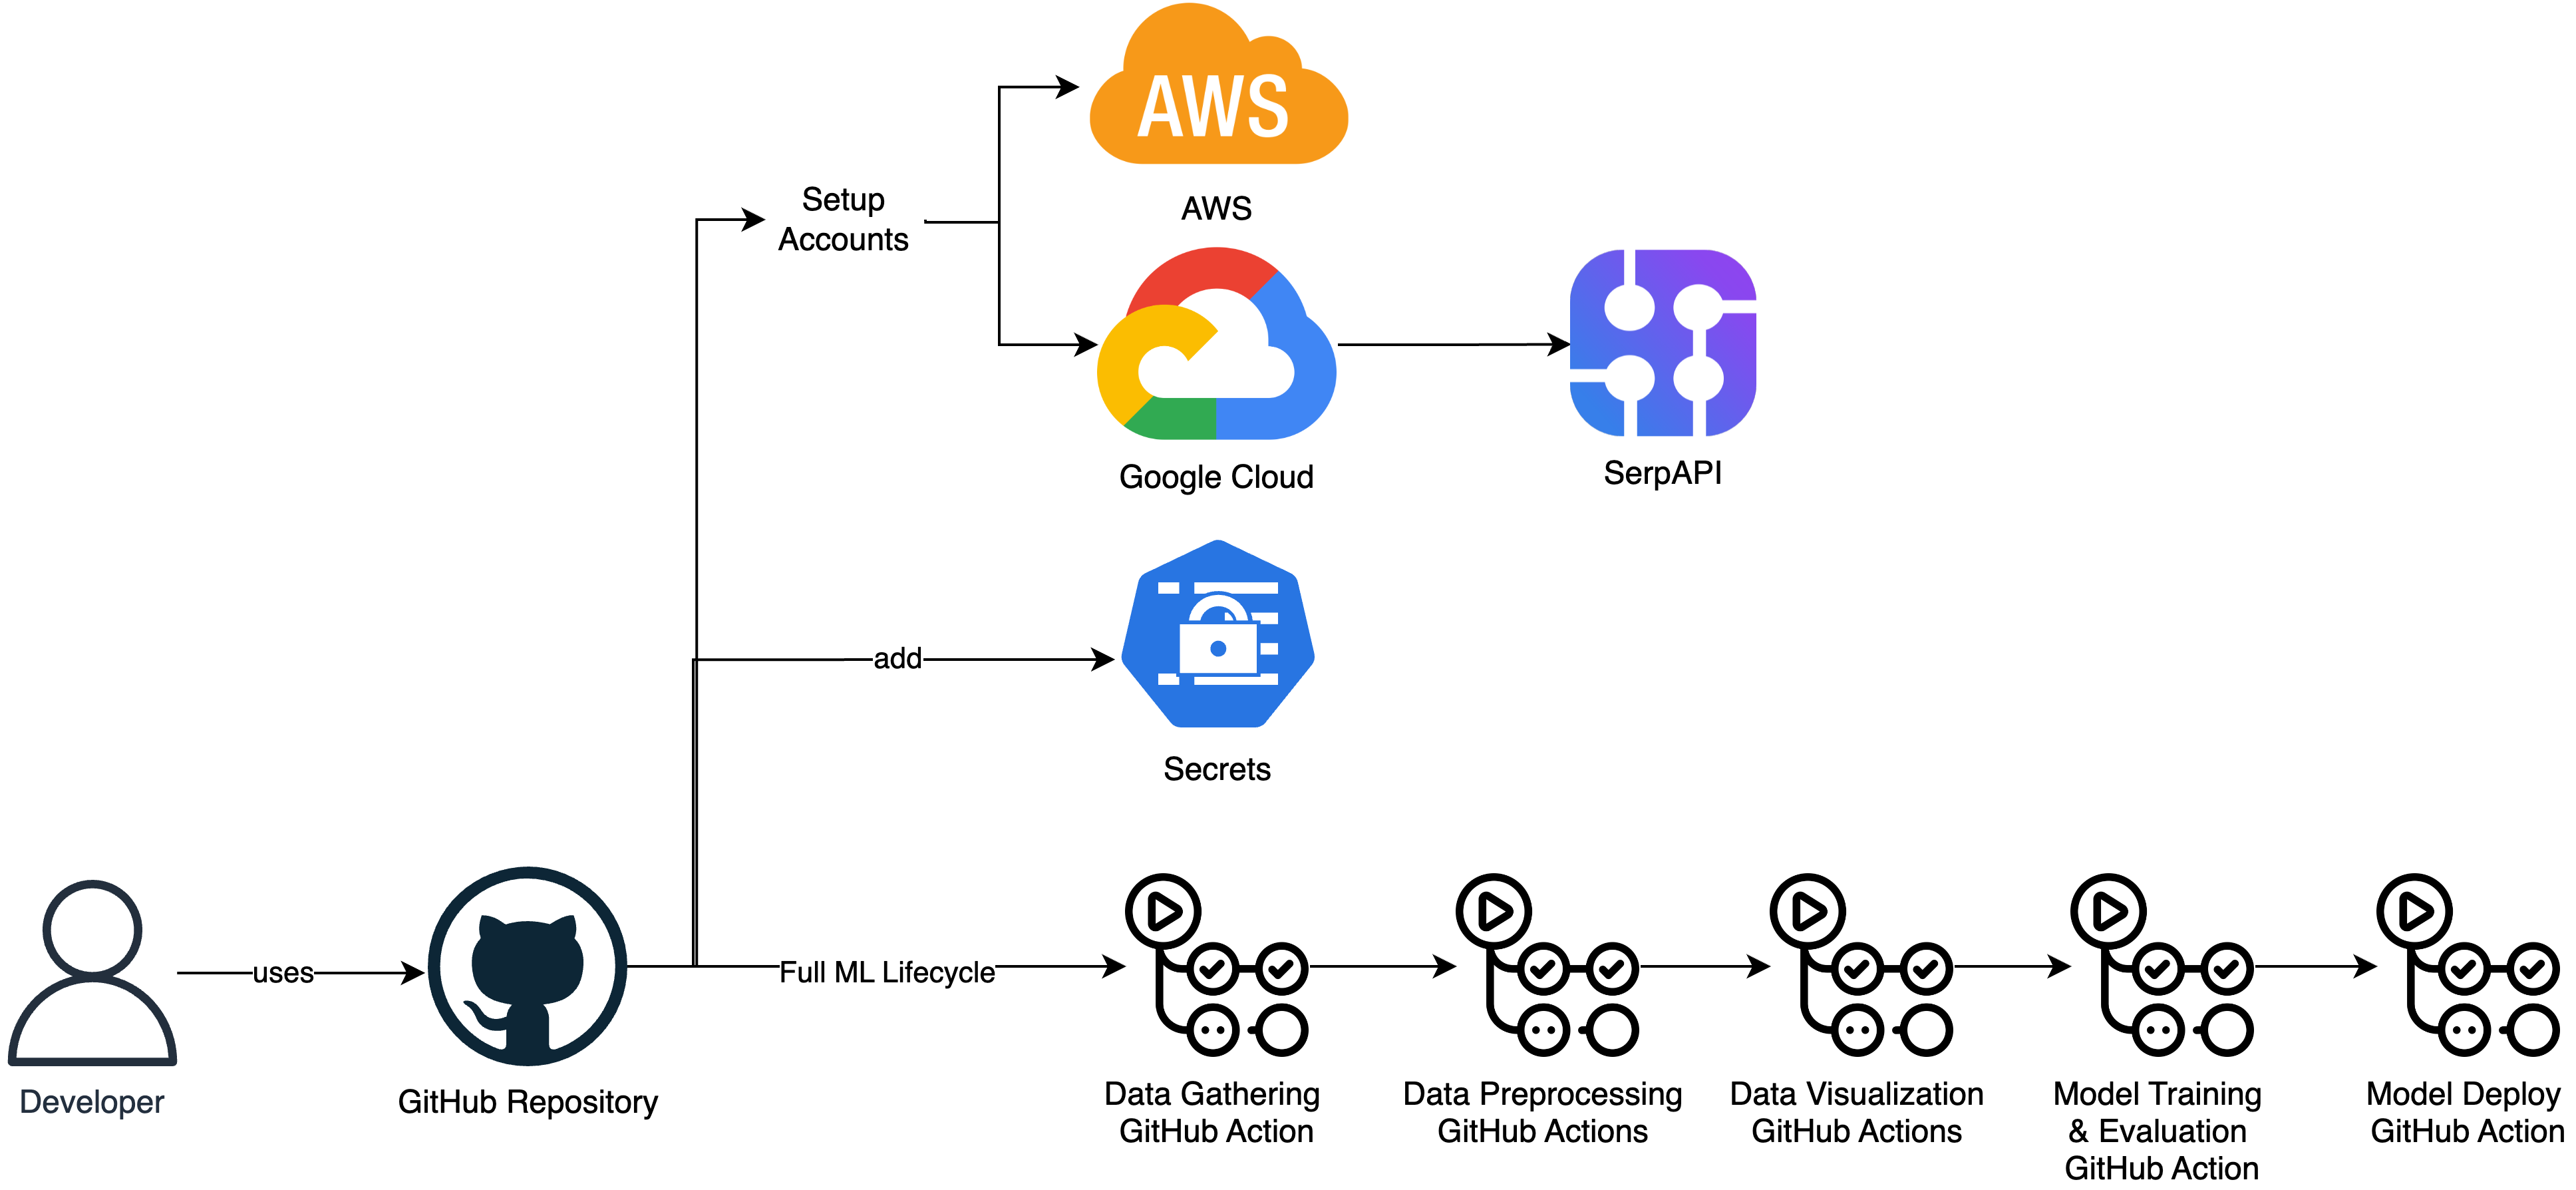 AWS
AWS
Setup
Accounts
Google Cloud
SerpAPI
add
Secrets
uses
Full ML Lifecycle
Developer
GitHub Repository
Data Gathering
GitHub Action
Data Preprocessing
GitHub Actions
Data Visualization
GitHub Actions
Model Training
& Evaluation
GitHub Action
Model Deploy
GitHub Action